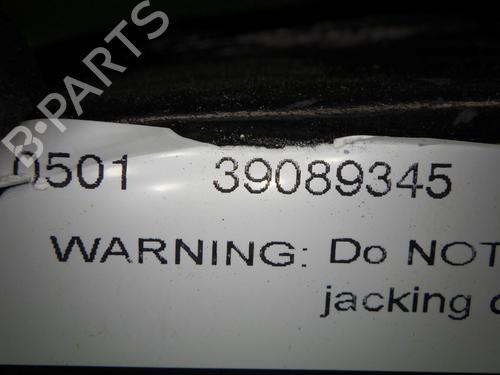 B-PARTS
0501 39089345
WARNING: Do NOT
jacking